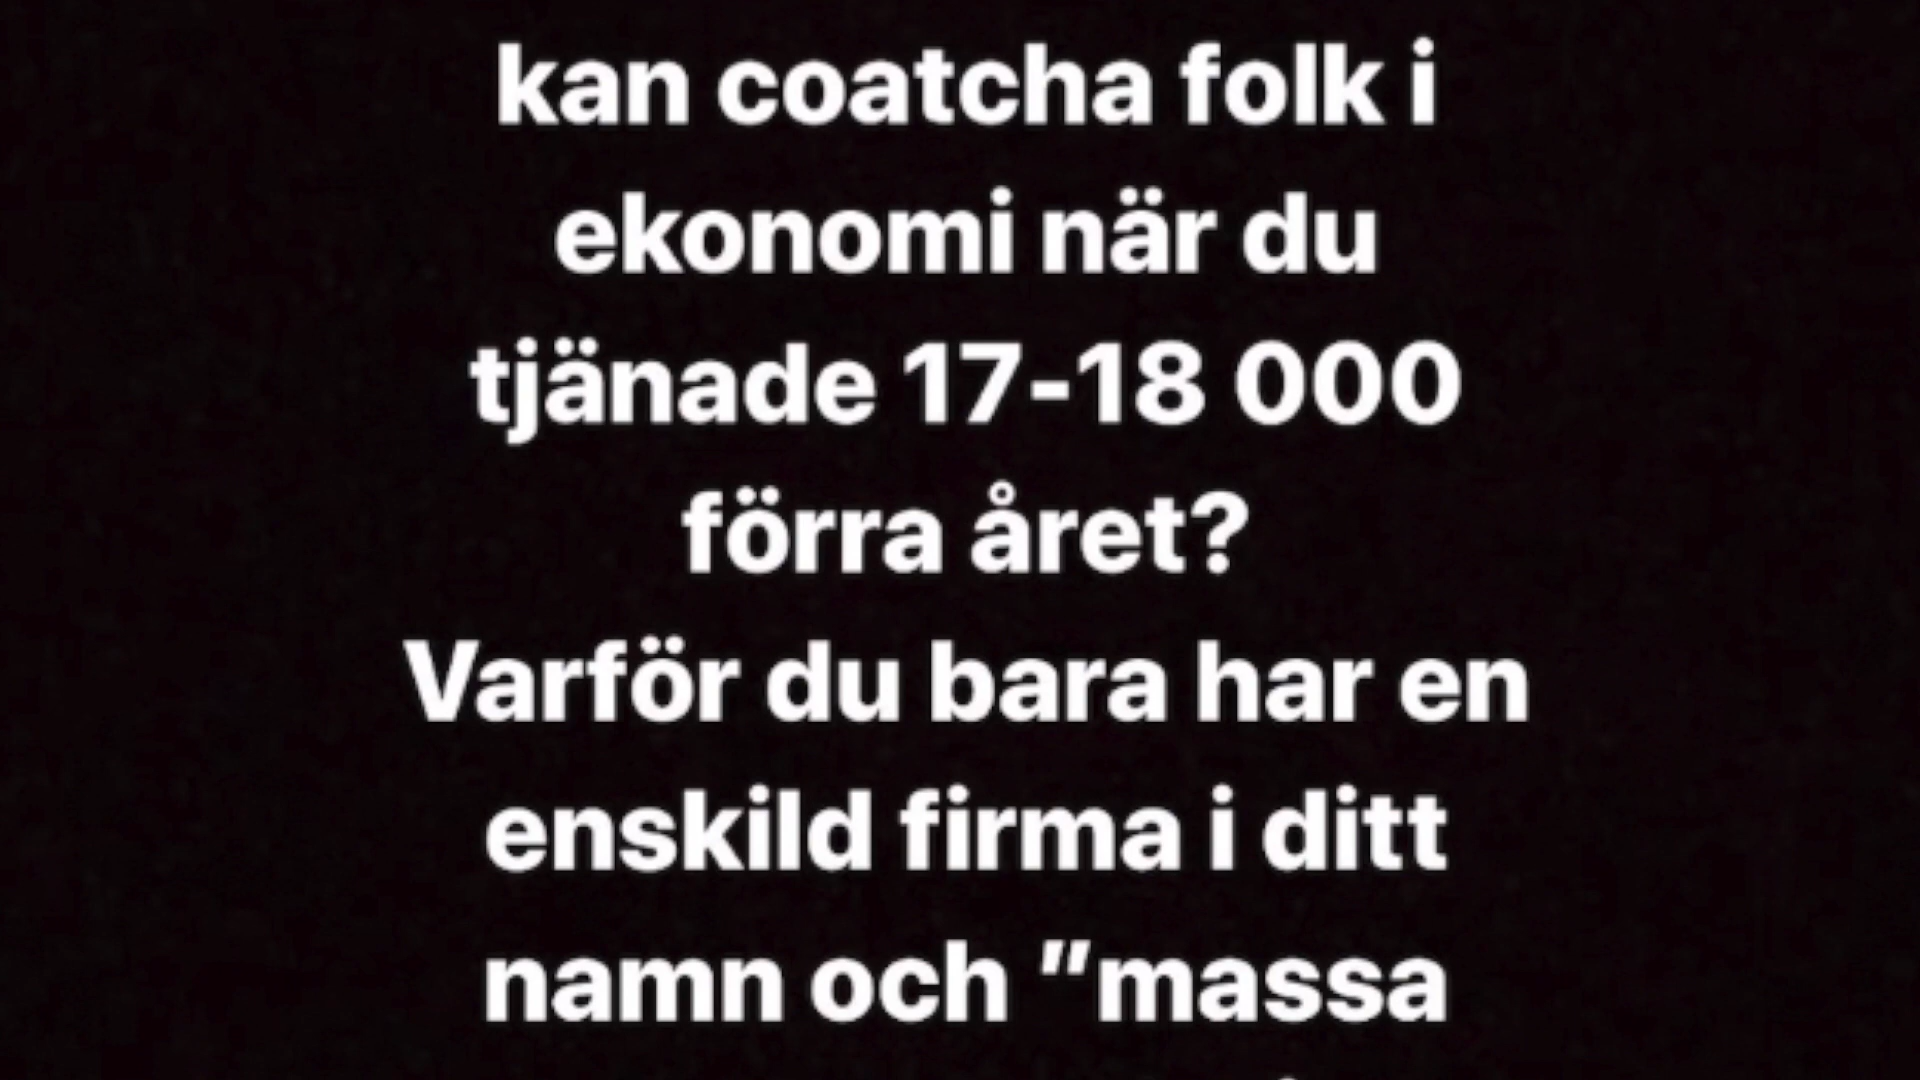 kan coatcha folk i
ekonomi när du
tjänade 17-18 000
förra året?
Varför du bara har en
enskild firma i ditt
namn och "massa